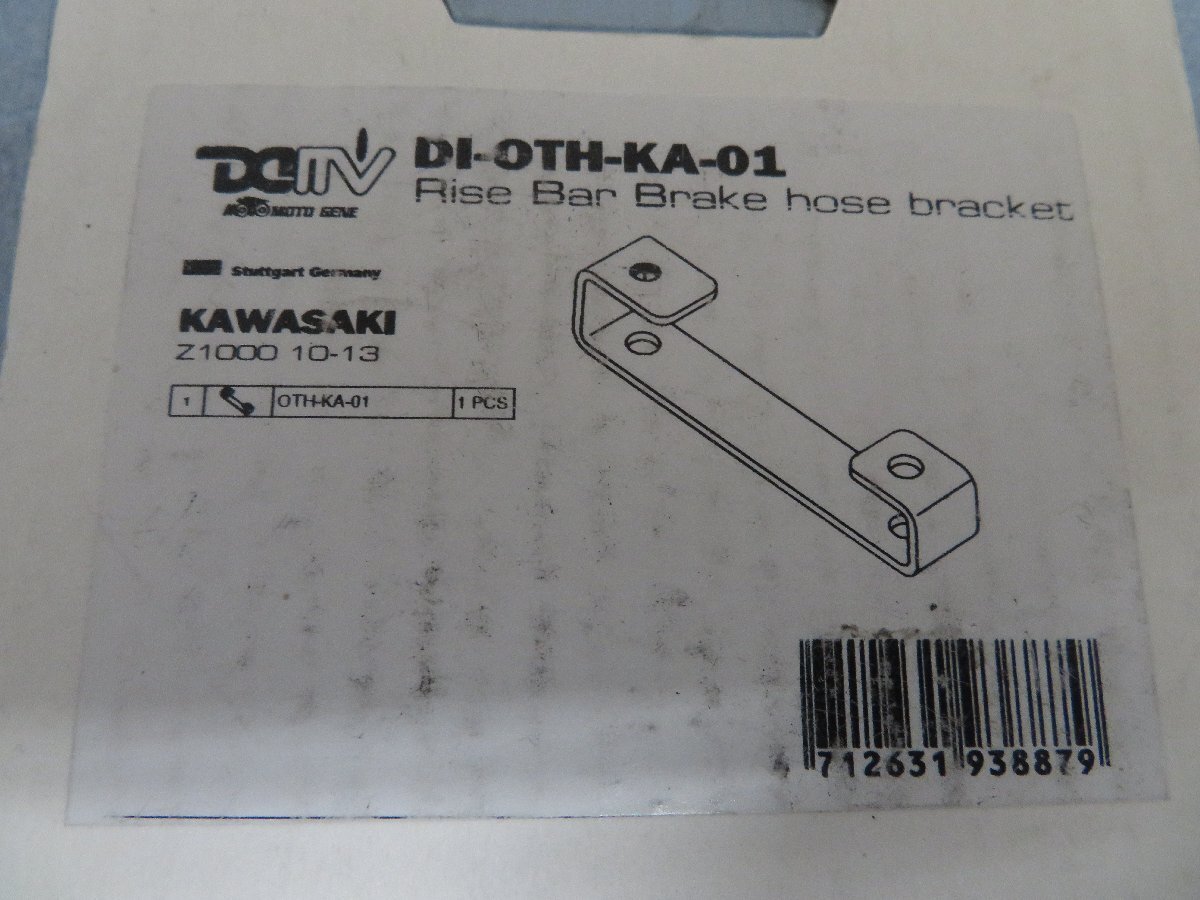 DI-OTH-KA-01
Rise Bar Brake hose bracket
MOTO GENE
Stuttgart Germany
KAWASAKI
Z1000 10-13
1 OTH-KA-01 1 PCS
712631 938879